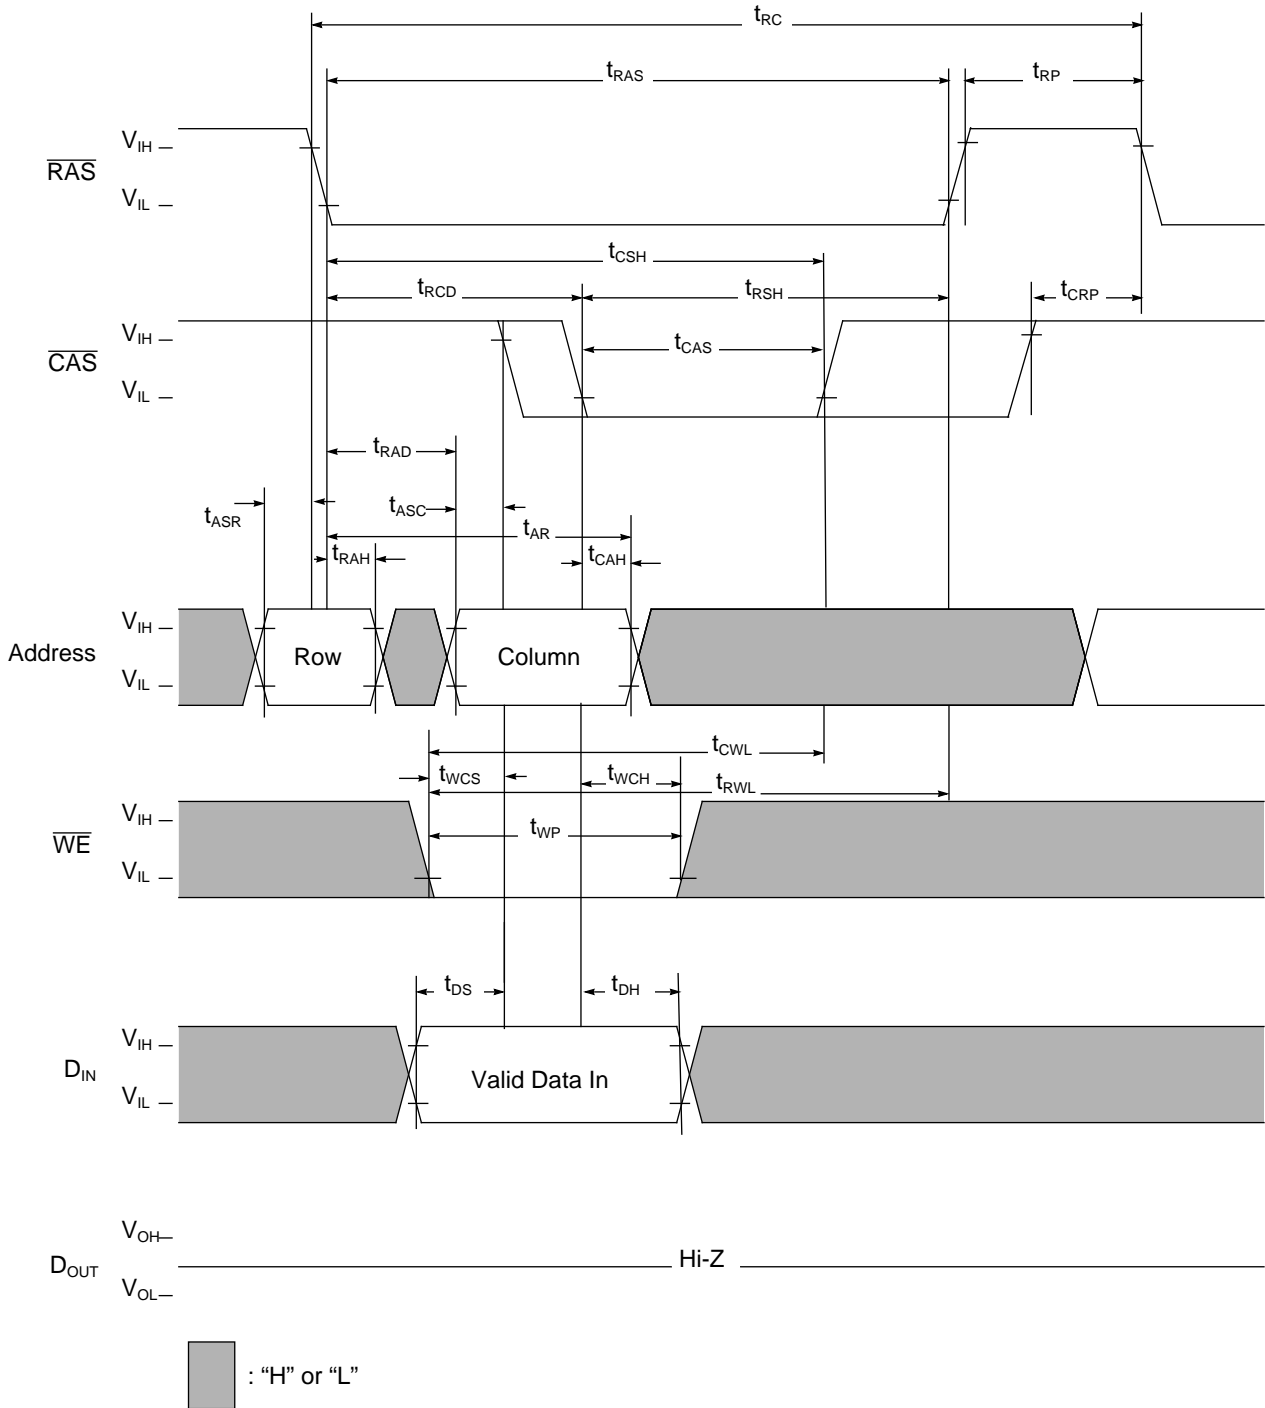 tRC
tRAS
tRP
RAS
VIH
VIL
tCSH
tRCD
tRSH
tCRP
CAS
VIH
VIL
tCAS
tRAD
tASR
tASC
tAR
tRAH
tCAH
Address
VIH
VIL
Row
Column
tCWL
tWCS
tWCH
tRWL
WE
VIH
VIL
tWP
tDS
tDH
DIN
VIH
VIL
Valid Data In
DOUT
VOH
VOL
Hi-Z
: “H” or “L”